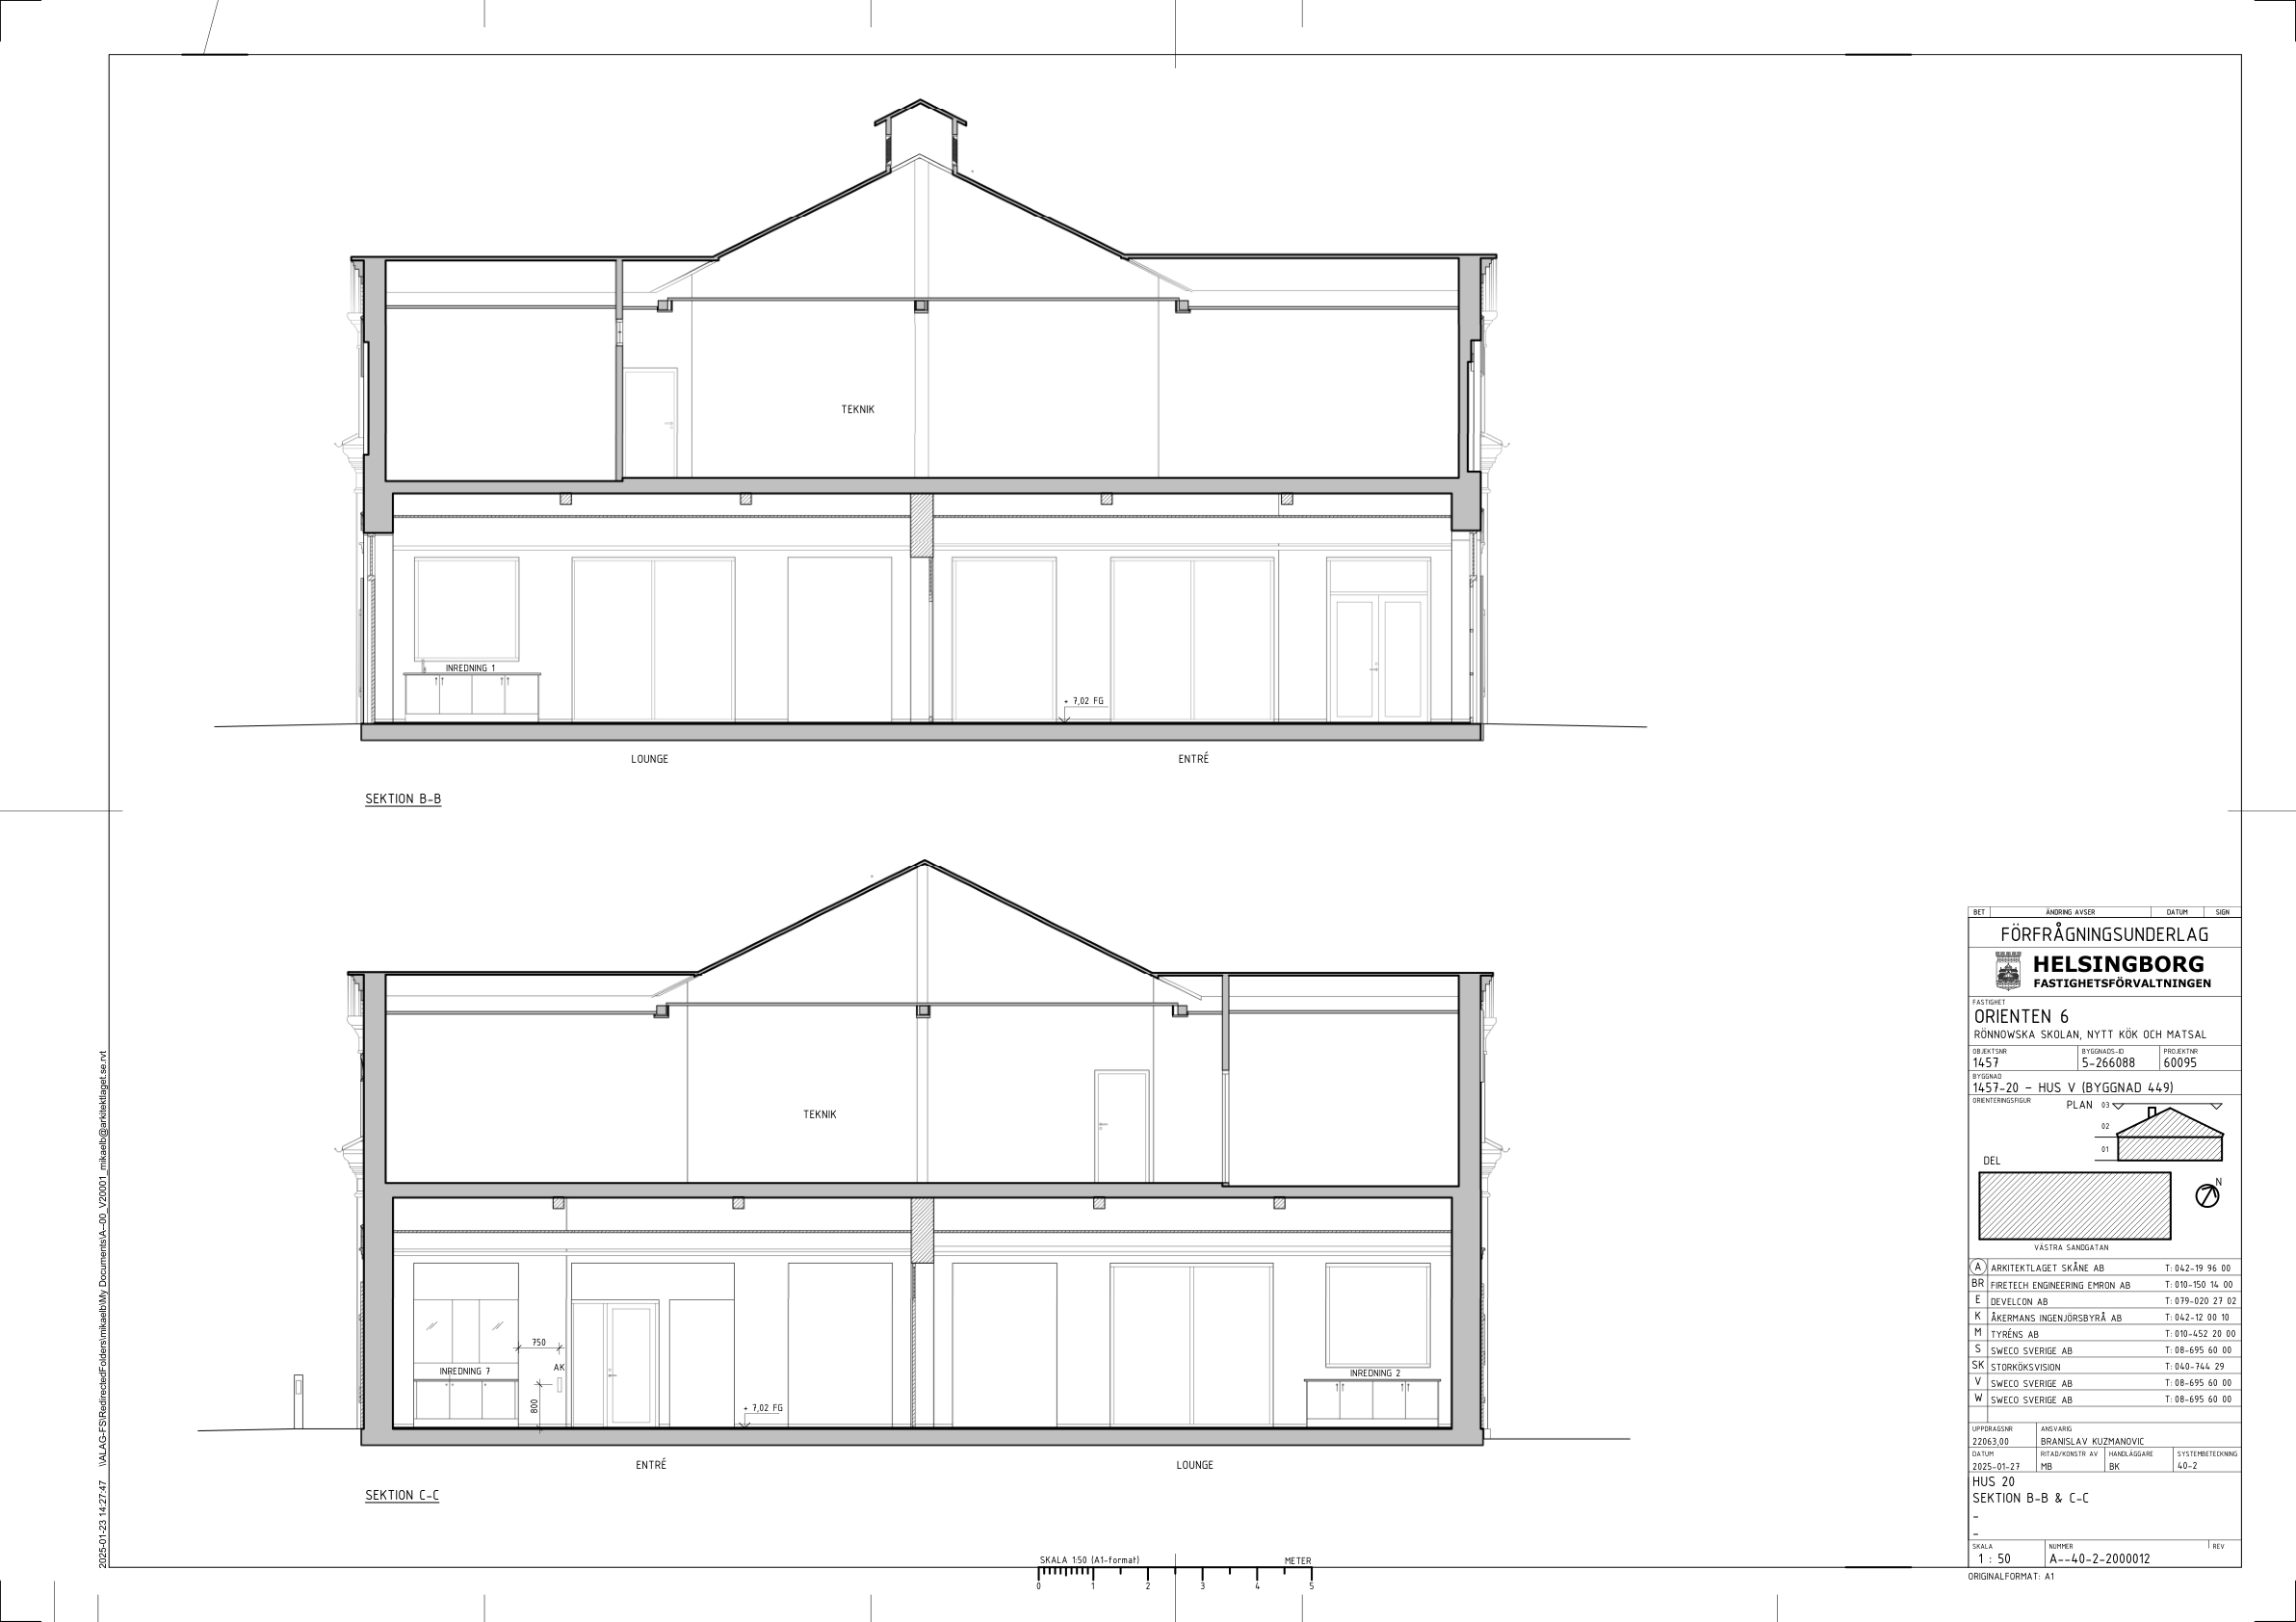 TEKNIK
INREDNING 1
+ 7,02 FG
LOUNGE
ENTRÉ
SEKTION B-B
TEKNIK
750
AK
INREDNING 7
800
+ 7,02 FG
INREDNING 2
ENTRÉ
LOUNGE
SEKTION C-C
2025-01-23 14:27:47 \\ALAG-FS\RedirectedFolders\mikaelb\My Documents\A--00_V20001_mikaelb@arkitektlaget.se.rvt
SKALA 1:50 (A1-format)
METER
0 1 2 3 4 5
BET ÄNDRING AVSER DATUM SIGN
FÖRFRÅGNINGSUNDERLAG
HELSINGBORG
FASTIGHETSFÖRVALTNINGEN
FASTIGHET
ORIENTEN 6
RÖNNOWSKA SKOLAN, NYTT KÖK OCH MATSAL
OBJEKTSNR BYGGNADS-ID PROJEKTNR
1457 5-266088 60095
BYGGNAD
1457-20 - HUS V (BYGGNAD 449)
ORIENTERINGSFIGUR
PLAN 03
02
01
DEL
N
VÄSTRA SANDGATAN
A ARKITEKTLAGET SKÅNE AB T: 042-19 96 00
BR FIRETECH ENGINEERING EMRON AB T: 010-150 14 00
E DEVELCON AB T: 079-020 27 02
K ÅKERMANS INGENJÖRSBYRÅ AB T: 042-12 00 10
M TYRÉNS AB T: 010-452 20 00
S SWECO SVERIGE AB T: 08-695 60 00
SK STORKÖKSVISION T: 040-744 29
V SWECO SVERIGE AB T: 08-695 60 00
W SWECO SVERIGE AB T: 08-695 60 00
UPPDRAGSNR ANSVARIG
22063,00 BRANISLAV KUZMANOVIC
DATUM RITAD/KONSTR AV HANDLÄGGARE SYSTEMBETECKNING
2025-01-27 MB BK 40-2
HUS 20
SEKTION B-B & C-C
-
-
SKALA NUMMER REV
1 : 50 A--40-2-2000012
ORIGINALFORMAT: A1